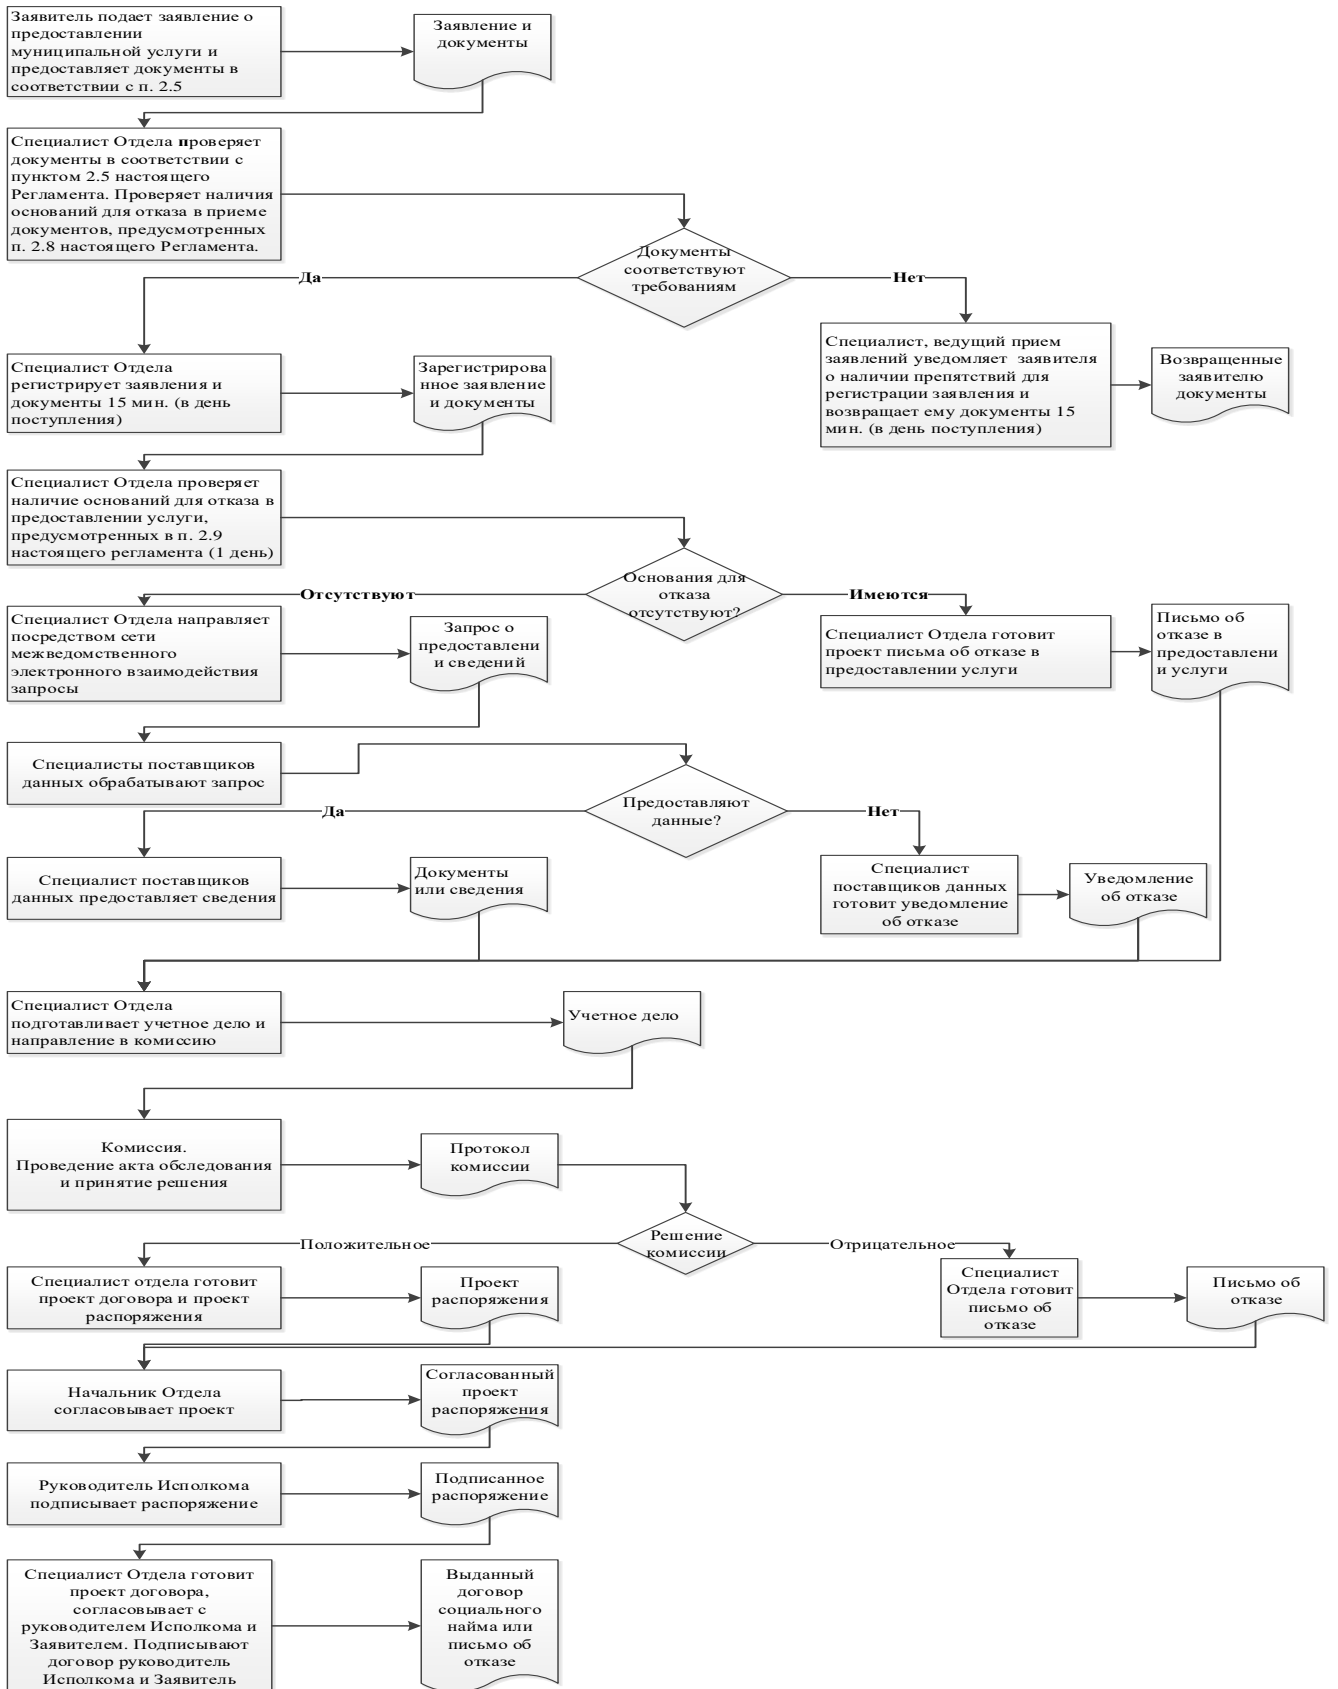 Заявитель подает заявление о
предоставлении
муниципальной услуги и
предоставляет документы в
соответствии с п. 2.5
Заявление и
документы
Специалист Отдела проверяет
документы в соответствии с
пунктом 2.5 настоящего
Регламента. Проверяет наличия
оснований для отказа в приеме
документов, предусмотренных
п. 2.8 настоящего Регламента.
Документы
соответствуют
требованиям
Да
Нет
Специалист Отдела
регистрирует заявления и
документы 15 мин. (в день
поступления)
Зарегистрирова
нное заявление
и документы
Специалист, ведущий прием
заявлений уведомляет заявителя
о наличии препятствий для
регистрации заявления и
возвращает ему документы 15
мин. (в день поступления)
Возвращенные
заявителю
документы
Специалист Отдела проверяет
наличие оснований для отказа в
предоставлении услуги,
предусмотренных в п. 2.9
настоящего регламента (1 день)
Основания для
отказа
отсутствуют?
Отсутствуют
Имеются
Специалист Отдела направляет
посредством сети
межведомственного
электронного взаимодействия
запросы
Запрос о
предоставлени
и сведений
Специалист Отдела готовит
проект письма об отказе в
предоставлении услуги
Письмо об
отказе в
предоставлени
и услуги
Специалисты поставщиков
данных обрабатывают запрос
Предоставляют
данные?
Да
Нет
Специалист поставщиков
данных предоставляет сведения
Документы
или сведения
Специалист
поставщиков данных
готовит уведомление
об отказе
Уведомление
об отказе
Специалист Отдела
подготавливает учетное дело и
направление в комиссию
Учетное дело
Комиссия.
Проведение акта обследования
и принятие решения
Протокол
комиссии
Решение
комиссии
Положительное
Отрицательное
Специалист отдела готовит
проект договора и проект
распоряжения
Проект
распоряжения
Специалист
Отдела готовит
письмо об
отказе
Письмо об
отказе
Начальник Отдела
согласовывает проект
Согласованный
проект
распоряжения
Руководитель Исполкома
подписывает распоряжение
Подписанное
распоряжение
Специалист Отдела готовит
проект договора,
согласовывает с
руководителем Исполкома и
Заявителем. Подписывают
договор руководитель
Исполкома и Заявитель
Выданный
договор
социального
найма или
письмо об
отказе